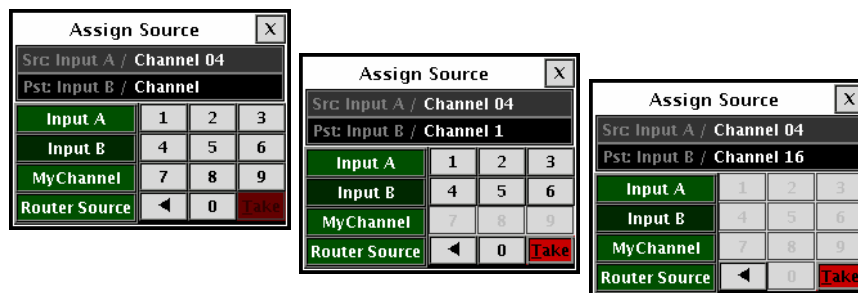 Assign Source X
Src: Input A / Channel 04
Pst: Input B / Channel
Input A 1 2 3
Input B 4 5 6
MyChannel 7 8 9
Router Source ◀ 0 Take
Assign Source X
Src: Input A / Channel 04
Pst: Input B / Channel 1
Input A 1 2 3
Input B 4 5 6
MyChannel 7 8 9
Router Source ◀ 0 Take
Assign Source X
Src: Input A / Channel 04
Pst: Input B / Channel 16
Input A 1 2 3
Input B 4 5 6
MyChannel 7 8 9
Router Source ◀ 0 Take